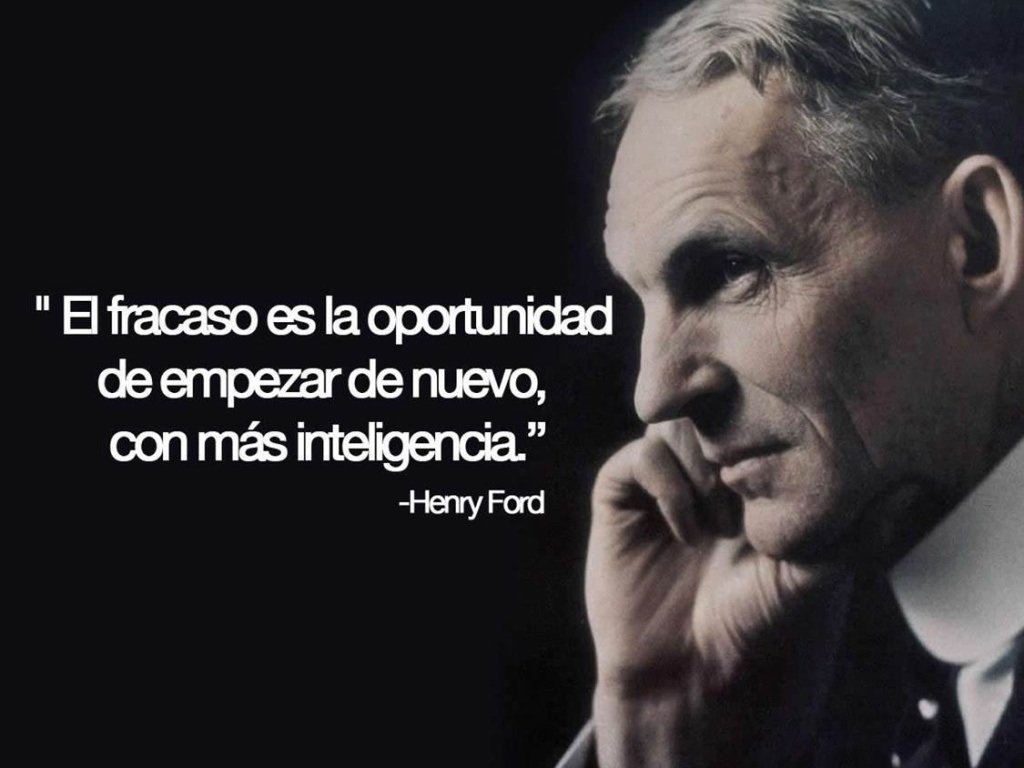 " El fracaso es la oportunidad
de empezar de nuevo,
con más inteligencia.”
-Henry Ford